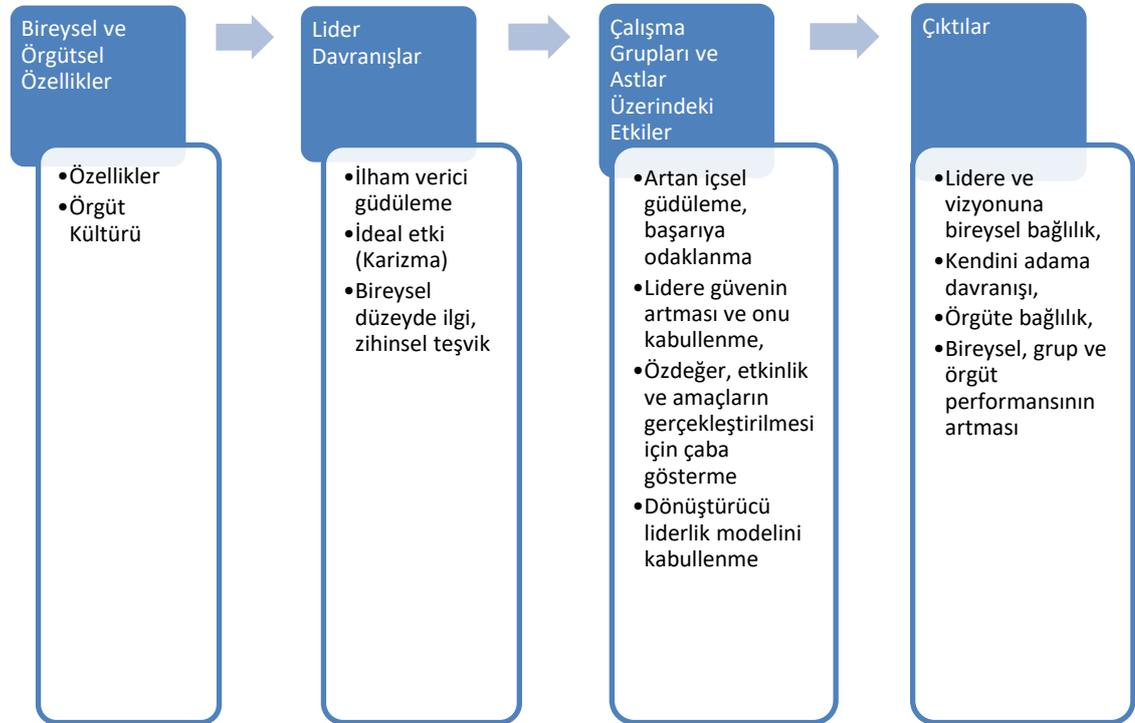 Bireysel ve
Örgütsel
Özellikler
•Özellikler
•Örgüt
Kültürü
Lider
Davranışlar
•İlham verici
güdüleme
•İdeal etki
(Karizma)
•Bireysel
düzeyde ilgi,
zihinsel teşvik
Çalışma
Grupları ve
Astlar
Üzerindeki
Etkiler
•Artan içsel
güdüleme,
başarıya
odaklanma
•Lidere güvenin
artması ve onu
kabullenme,
•Özdeğer, etkinlik
ve amaçların
gerçekleştirilmesi
için çaba
gösterme
•Dönüştürücü
liderlik modelini
kabullenme
Çıktılar
•Lidere ve
vizyonuna
bireysel bağlılık,
•Kendini adama
davranışı,
•Örgüte bağlılık,
•Bireysel, grup ve
örgüt
performansının
artması